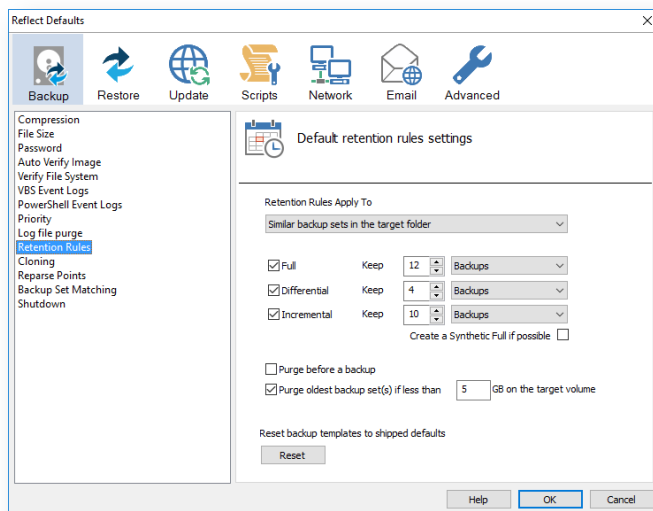 Reflect Defaults
Backup Restore Update Scripts Network Email Advanced
Compression
File Size
Password
Auto Verify Image
Verify File System
VBS Event Logs
PowerShell Event Logs
Priority
Log file purge
Retention Rules
Cloning
Reparse Points
Backup Set Matching
Shutdown
Default retention rules settings
Retention Rules Apply To
Similar backup sets in the target folder
Full Keep 12 Backups
Differential Keep 4 Backups
Incremental Keep 10 Backups
Create a Synthetic Full if possible
Purge before a backup
Purge oldest backup set(s) if less than 5 GB on the target volume
Reset backup templates to shipped defaults
Reset
Help OK Cancel